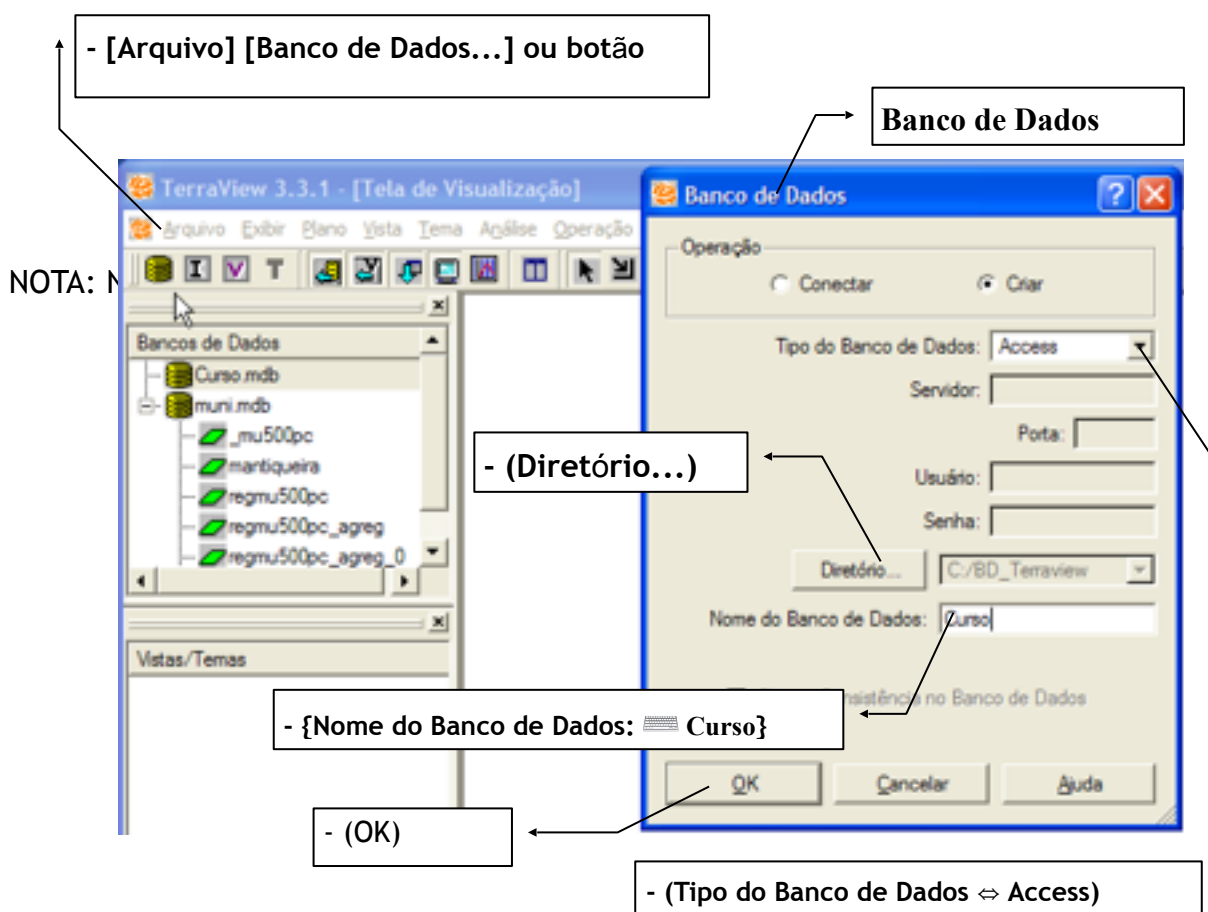 - [Arquivo] [Banco de Dados...] ou botão
Banco de Dados
TerraView 3.3.1 - [Tela de Visualização]
Banco de Dados
Arquivo Exibir Plano Vista Tema Análise Operação
Operação
Conectar Criar
NOTA: N
I V T
Bancos de Dados
Curso.mdb
muni.mdb
_mu500pc
mantiqueira
regmu500pc
regmu500pc_agreg
regmu500pc_agreg_0
Tipo do Banco de Dados: Access
Servidor:
Porta:
- (Diretório...)
Usuário:
Senha:
Diretório... C:/BD_Terraview
Nome do Banco de Dados: Curso
Vistas/Temas
no Banco de Dados
- {Nome do Banco de Dados: Curso}
OK Cancelar Ajuda
- (OK)
- (Tipo do Banco de Dados ⇔ Access)